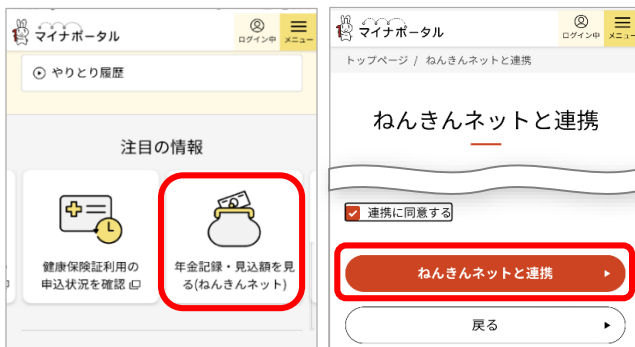 マイナポータル
ログイン中
メニュー
やりとり履歴
注目の情報
健康保険証利用の
申込状況を確認
年金記録・見込額を見
る(ねんきんネット)
マイナポータル
ログイン中
メニュー
トップページ / ねんきんネットと連携
ねんきんネットと連携
連携に同意する
ねんきんネットと連携
戻る